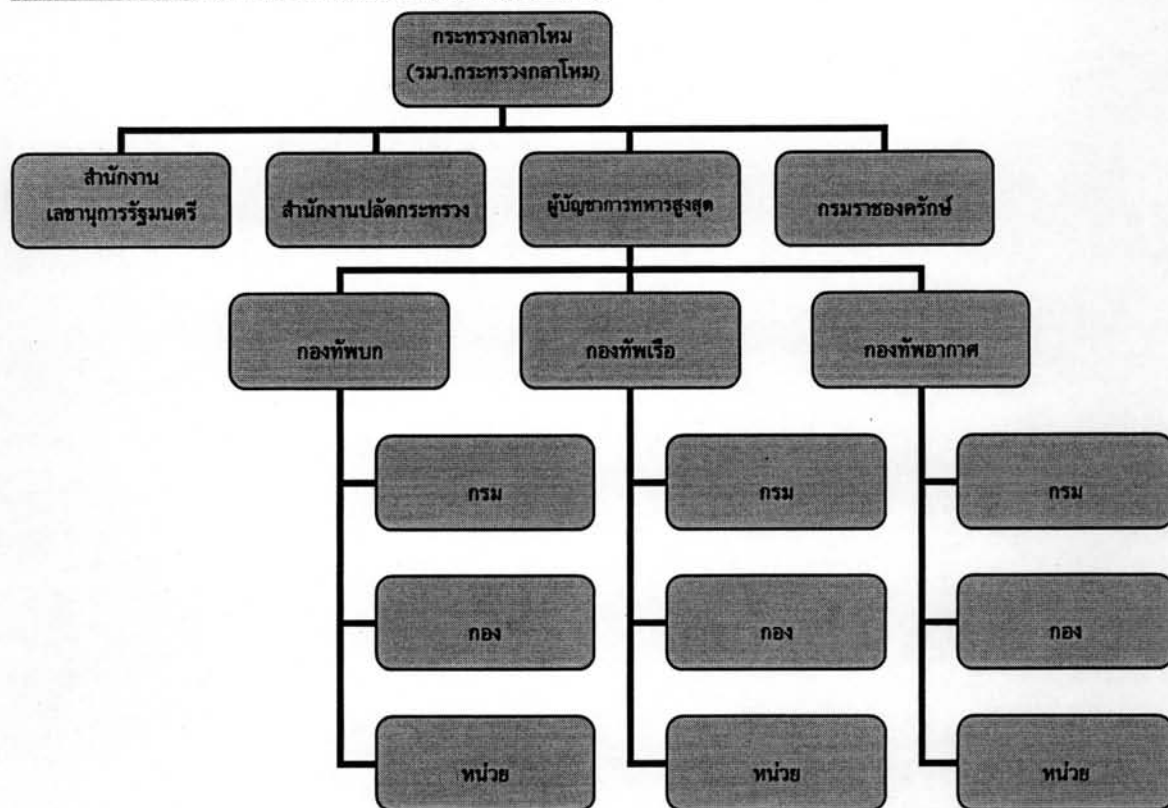 กระทรวงกลาโหม
(รมว.กระทรวงกลาโหม)
สำนักงาน
เลขานุการรัฐมนตรี
สำนักงานปลัดกระทรวง
ผู้บัญชาการทหารสูงสุด
กรมราชองครักษ์
กองทัพบก
กองทัพเรือ
กองทัพอากาศ
กรม
กรม
กรม
กอง
กอง
กอง
หน่วย
หน่วย
หน่วย